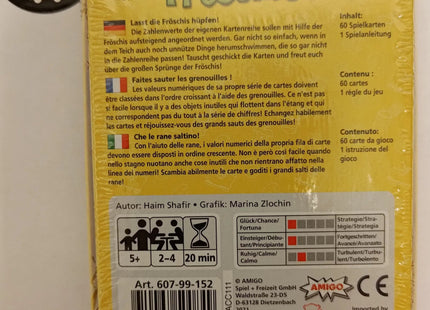 Lasst die Fröschis hüpfen!
Die Zahlenwerte der eigenen Kartenreihe sollen mit Hilfe der
Fröschis aufsteigend angeordnet werden. Gar nicht so einfach, wenn in
dem Teich auch noch unnütze Dinge herumschwimmen, die so gar nicht
in die Zahlenreihe passen! Tauscht geschickt die Karten und freut euch
über die großen Sprünge der Fröschis!
Inhalt:
60 Spielkarten
1 Spielanleitung
Faites sauter les grenouilles !
Les valeurs numériques de sa propre série de cartes doivent
être classées dans l'ordre croissant à l'aide des grenouilles. Ce n'est pas
si facile lorsque il y a des objets inutiles qui flottent dans l'étang et qui
ne correspondent pas du tout à la série de chiffres! Echangez habilement
les cartes et réjouissez-vous des grands sauts des grenouilles!
Contenu :
60 cartes
1 règle du jeu
Che le rane saltino!
Con l'aiuto delle rane, i valori numerici della propria fila di carte
devono essere disposti in ordine crescente. Non è però così facile quando
nello stagno nuotano anche cose inutili che non rientrano affatto nella
linea dei numeri! Scambia abilmente le carte e goditi i grandi salti delle
rane!
Contenuto:
60 carte da gioco
1 istruzione del
gioco
Autor: Haim Shafir • Grafik: Marina Zlochin
5+
2–4
20 min
Glück/Chance/
Fortuna
Strategie/Stra-
tégie/Strategia
Einsteiger/Débu-
tant/Principiante
Fortgeschritten/
Avancé/Avanzato
Ruhig/Calme/
Calmo
Turbulent/Turbu-
lent/Turbolento
Art. 607-99-152
ACC111
© AMIGO
Spiel + Freizeit GmbH
Waldstraße 23-D5
D-63128 Dietzenbach
AMIGO
CE
Imported by